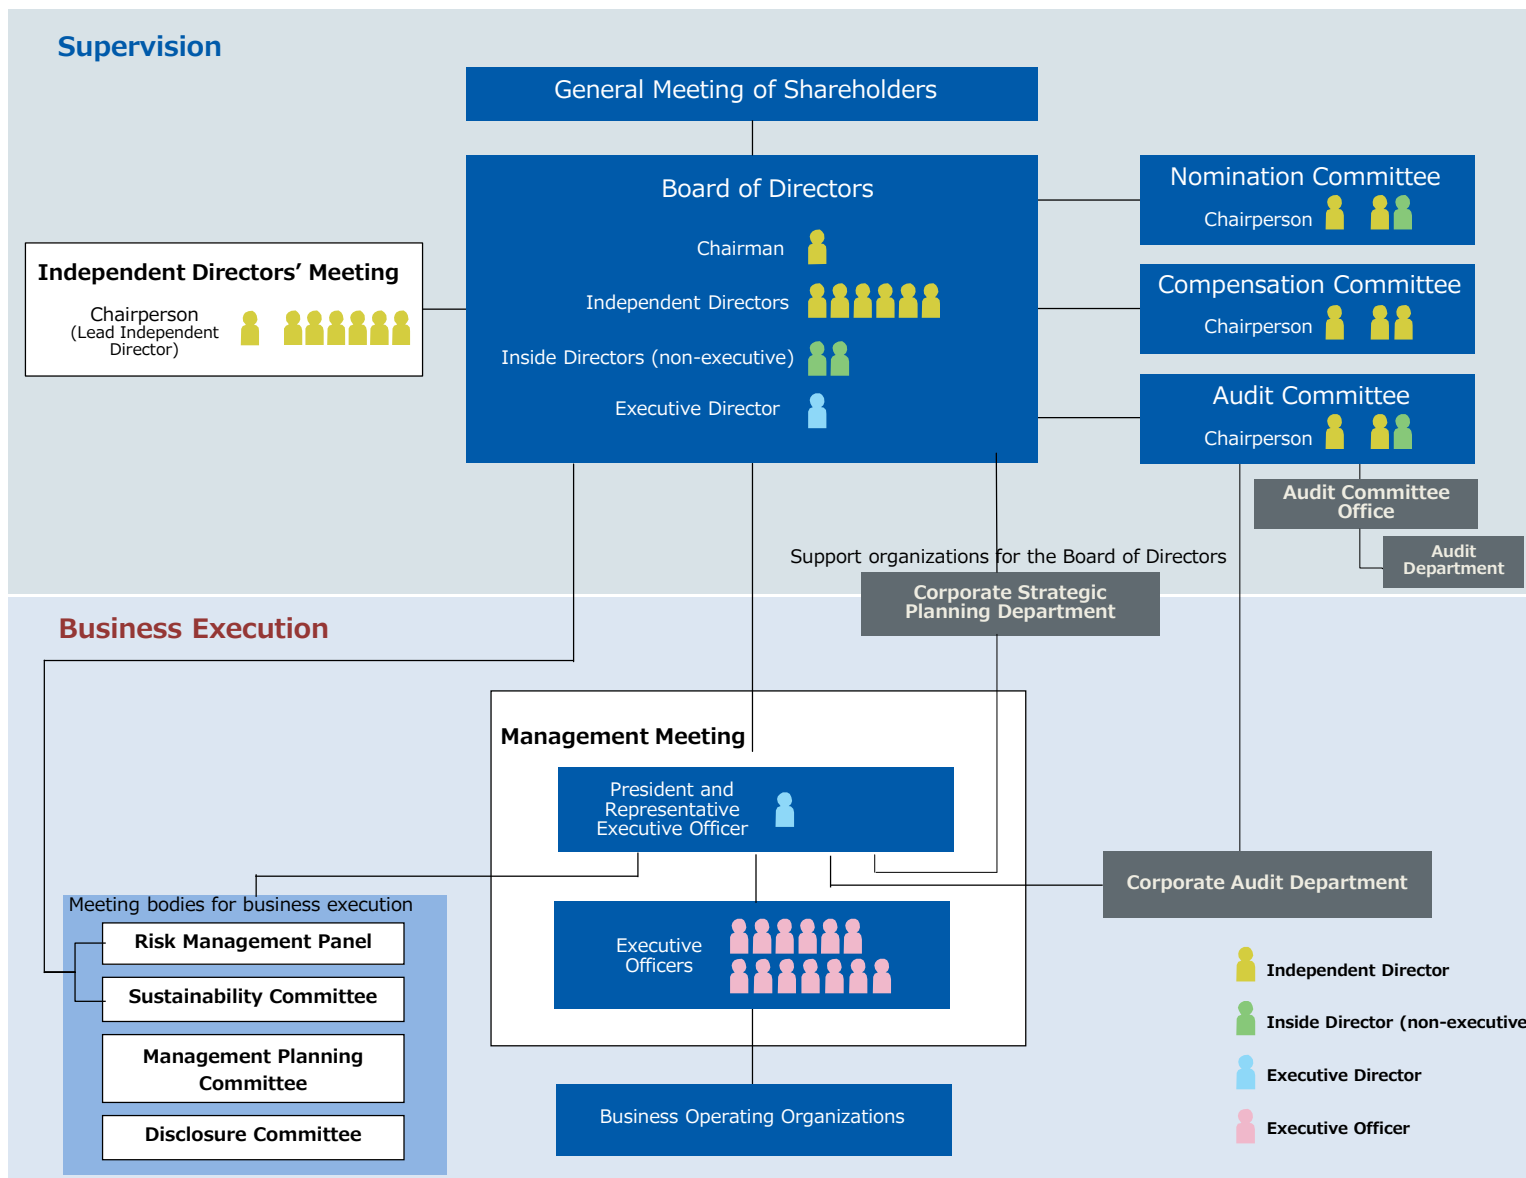 Supervision
General Meeting of Shareholders
Board of Directors
Chairman
Independent Directors
Inside Directors (non-executive)
Executive Director
Independent Directors’ Meeting
Chairperson
(Lead Independent
Director)
Nomination Committee
Chairperson
Compensation Committee
Chairperson
Audit Committee
Chairperson
Audit Committee
Office
Audit
Department
Support organizations for the Board of Directors
Corporate Strategic
Planning Department
Business Execution
Management Meeting
President and
Representative
Executive Officer
Corporate Audit Department
Meeting bodies for business execution
Risk Management Panel
Sustainability Committee
Management Planning
Committee
Disclosure Committee
Executive
Officers
Business Operating Organizations
Independent Director
Inside Director (non-executive
Executive Director
Executive Officer